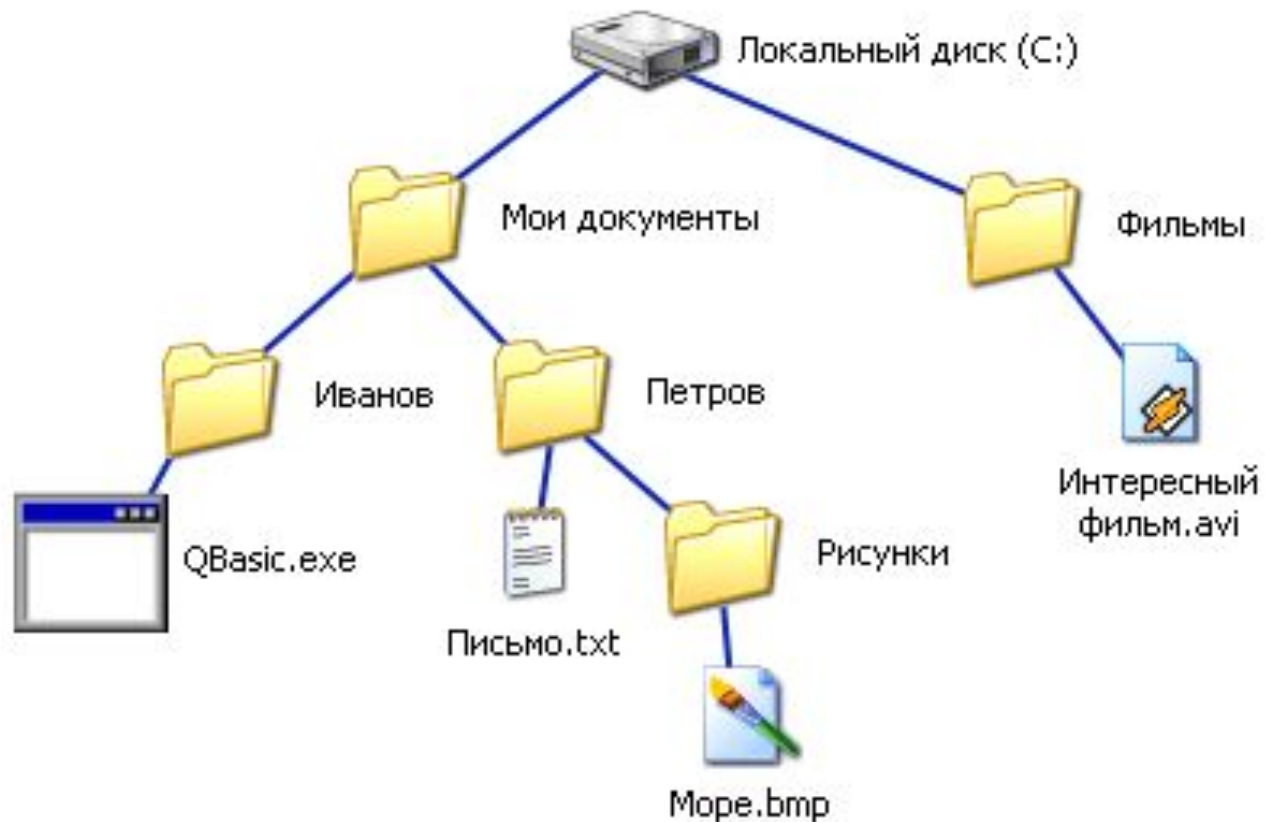 Локальный диск (C:)
Мои документы
Фильмы
Иванов
Петров
Интересный
фильм.avi
QBasic.exe
Рисунки
Письмо.txt
Море.bmp